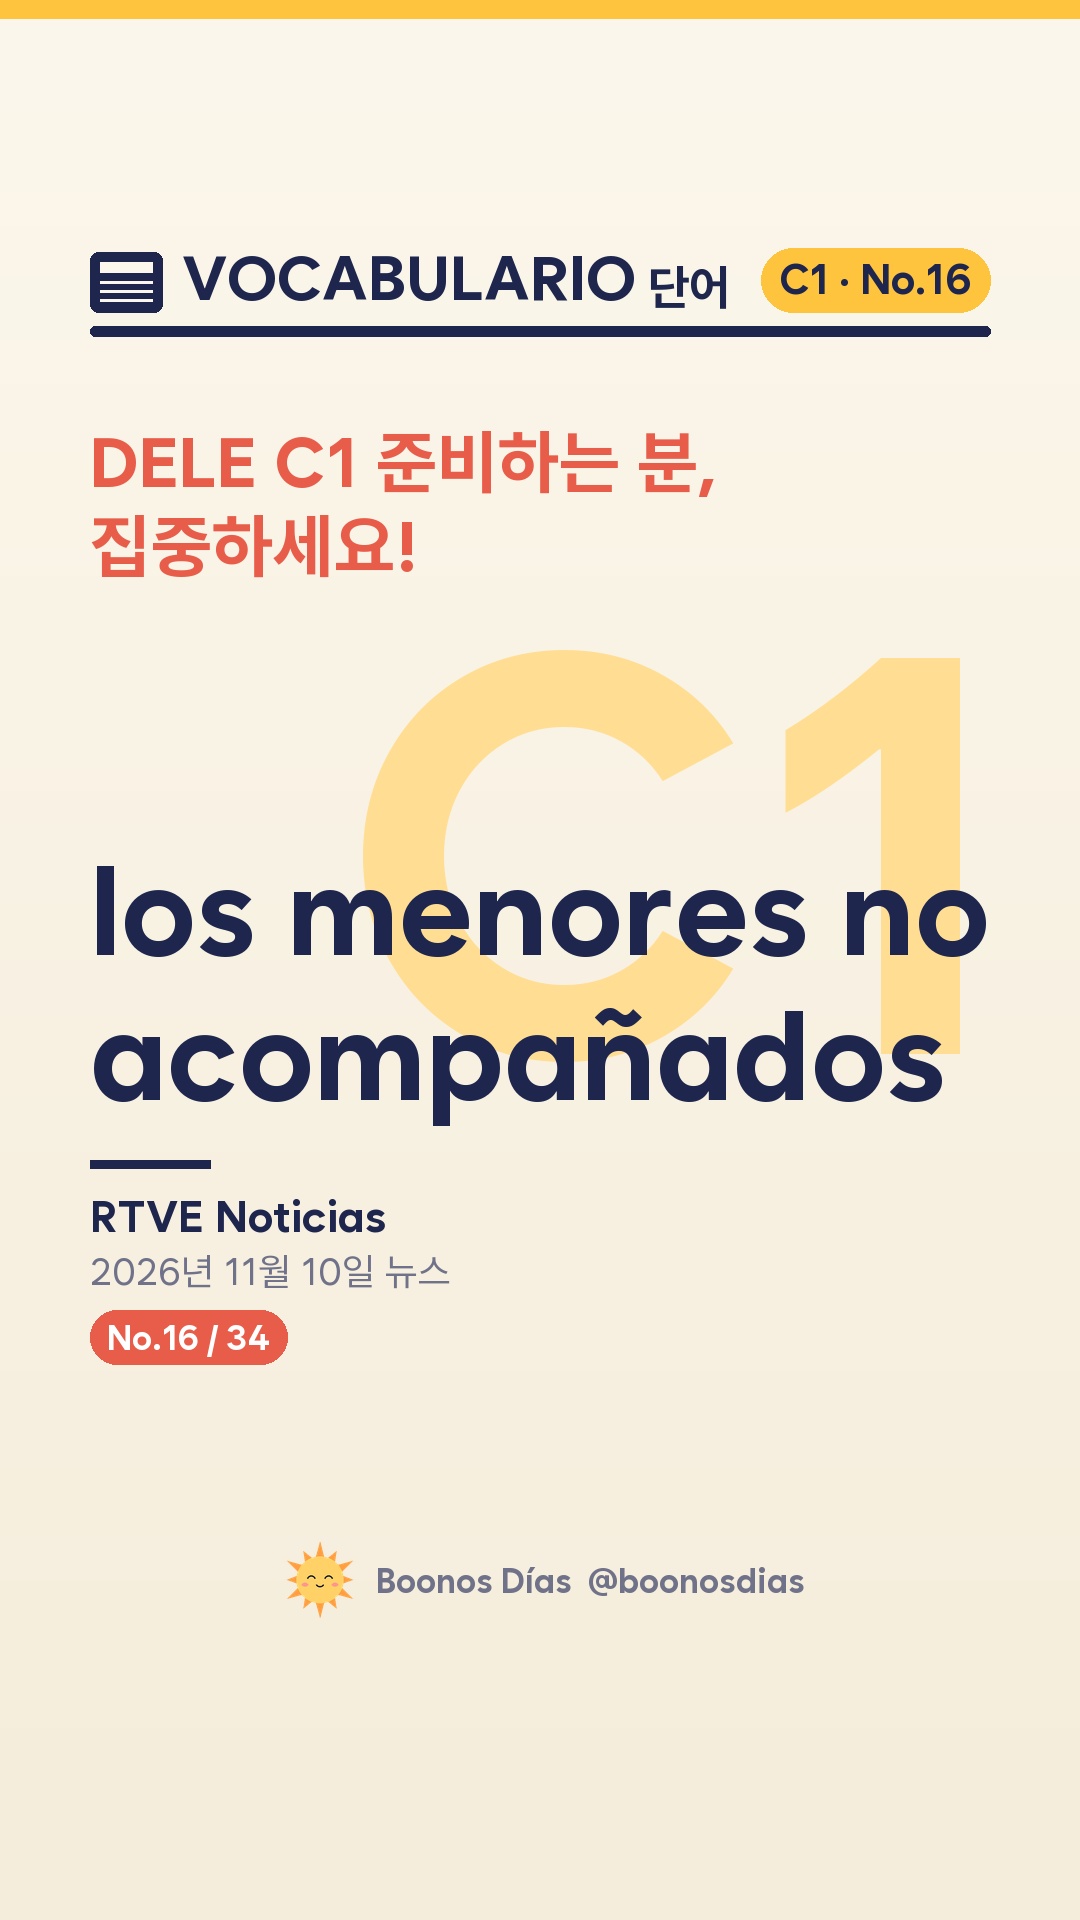 VOCABULARIO 단어 C1 · No.16
DELE C1 준비하는 분,
집중하세요!
C1
los menores no
acompañados
RTVE Noticias
2026년 11월 10일 뉴스
No.16 / 34
Boonos Días @boonosdias